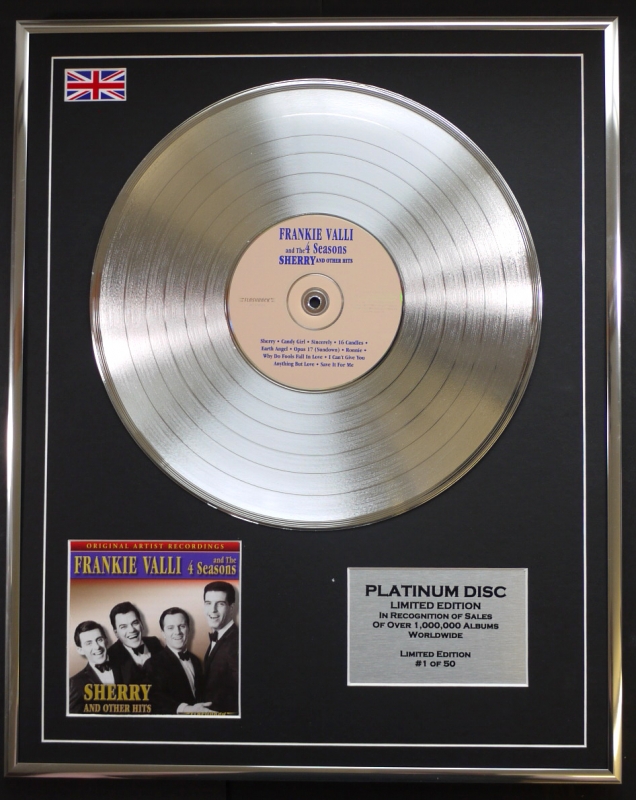 FRANKIE VALLI
and The 4 Seasons
SHERRY AND OTHER HITS
Sherry • Candy Girl • Sincerely • 16 Candles •
Earth Angel • Opus 17 (Sundown) • Ronnie •
Why Do Fools Fall In Love • I Can't Give You
Anything But Love • Save It For Me
ORIGINAL ARTIST RECORDINGS
FRANKIE VALLI and The 4 Seasons
SHERRY
AND OTHER HITS
PLATINUM DISC
LIMITED EDITION
IN RECOGNITION OF SALES
OF OVER 1,000,000 ALBUMS
WORLDWIDE
LIMITED EDITION
#1 OF 50